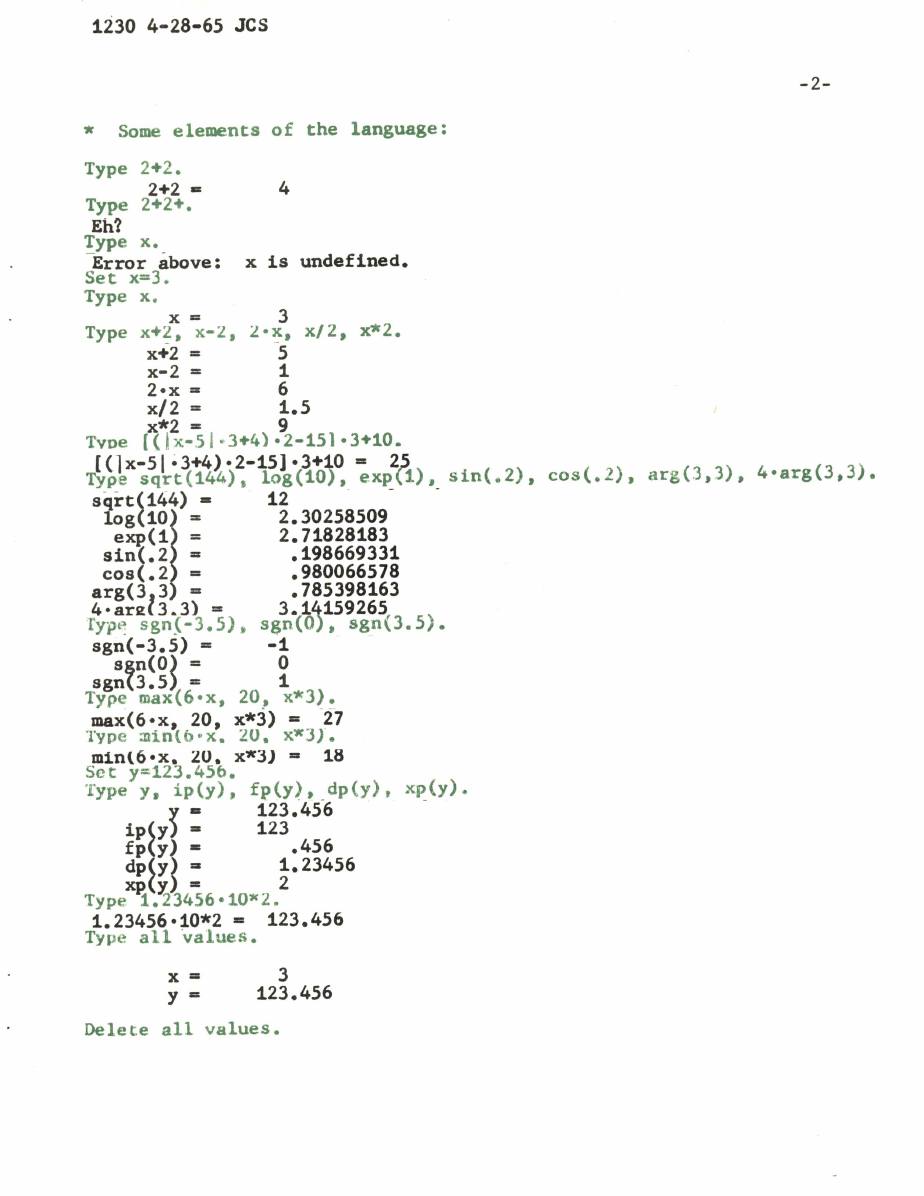 1230 4-28-65 JCS
-2-
* Some elements of the language:
Type 2+2.
2+2 = 4
Type 2+2+.
Eh?
Type x.
Error above: x is undefined.
Set x=3.
Type x.
x = 3
Type x+2, x-2, 2·x, x/2, x*2.
x+2 = 5
x-2 = 1
2·x = 6
x/2 = 1.5
x*2 = 9
Type [(|x-5|·3+4)·2-15]·3+10.
[(|x-5|·3+4)·2-15]·3+10 = 25
Type sqrt(144), log(10), exp(1), sin(.2), cos(.2), arg(3,3), 4·arg(3,3).
sqrt(144) = 12
log(10) = 2.30258509
exp(1) = 2.71828183
sin(.2) = .198669331
cos(.2) = .980066578
arg(3,3) = .785398163
4·arg(3,3) = 3.14159265
Type sgn(-3.5), sgn(0), sgn(3.5).
sgn(-3.5) = -1
sgn(0) = 0
sgn(3.5) = 1
Type max(6·x, 20, x*3).
max(6·x, 20, x*3) = 27
Type min(6·x, 20, x*3).
min(6·x, 20, x*3) = 18
Set y=123.456.
Type y, ip(y), fp(y), dp(y), xp(y).
y = 123.456
ip(y) = 123
fp(y) = .456
dp(y) = 1.23456
xp(y) = 2
Type 1.23456·10*2.
1.23456·10*2 = 123.456
Type all values.
x = 3
y = 123.456
Delete all values.